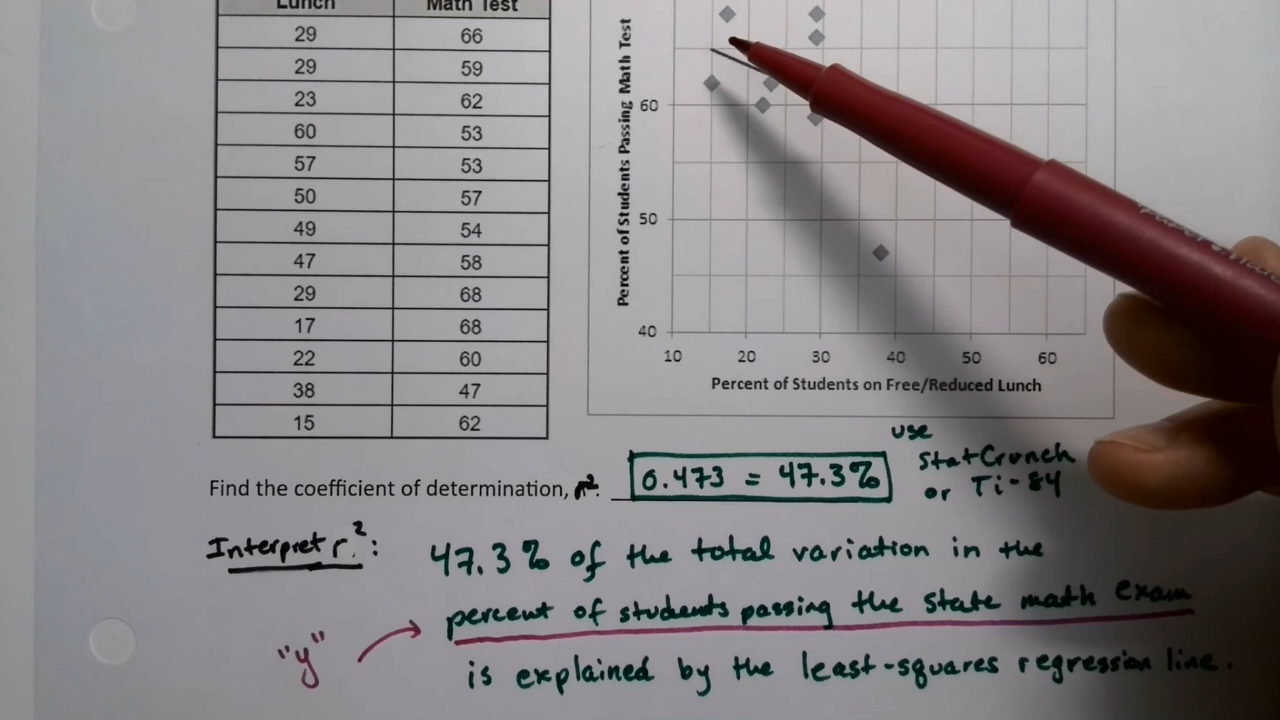 Lunch Math Test
29 66
29 59
23 62
60 53
57 53
50 57
49 54
47 58
29 68
17 68
22 60
38 47
15 62
Percent of Students Passing Math Test
60
50
40
10 20 30 40 50 60
Percent of Students on Free/Reduced Lunch
Find the coefficient of determination, r²: 0.473 = 47.3%
use
StatCrunch
or Ti-84
Interpret r²: 47.3% of the total variation in the
percent of students passing the state math exam
"y"
is explained by the least-squares regression line.